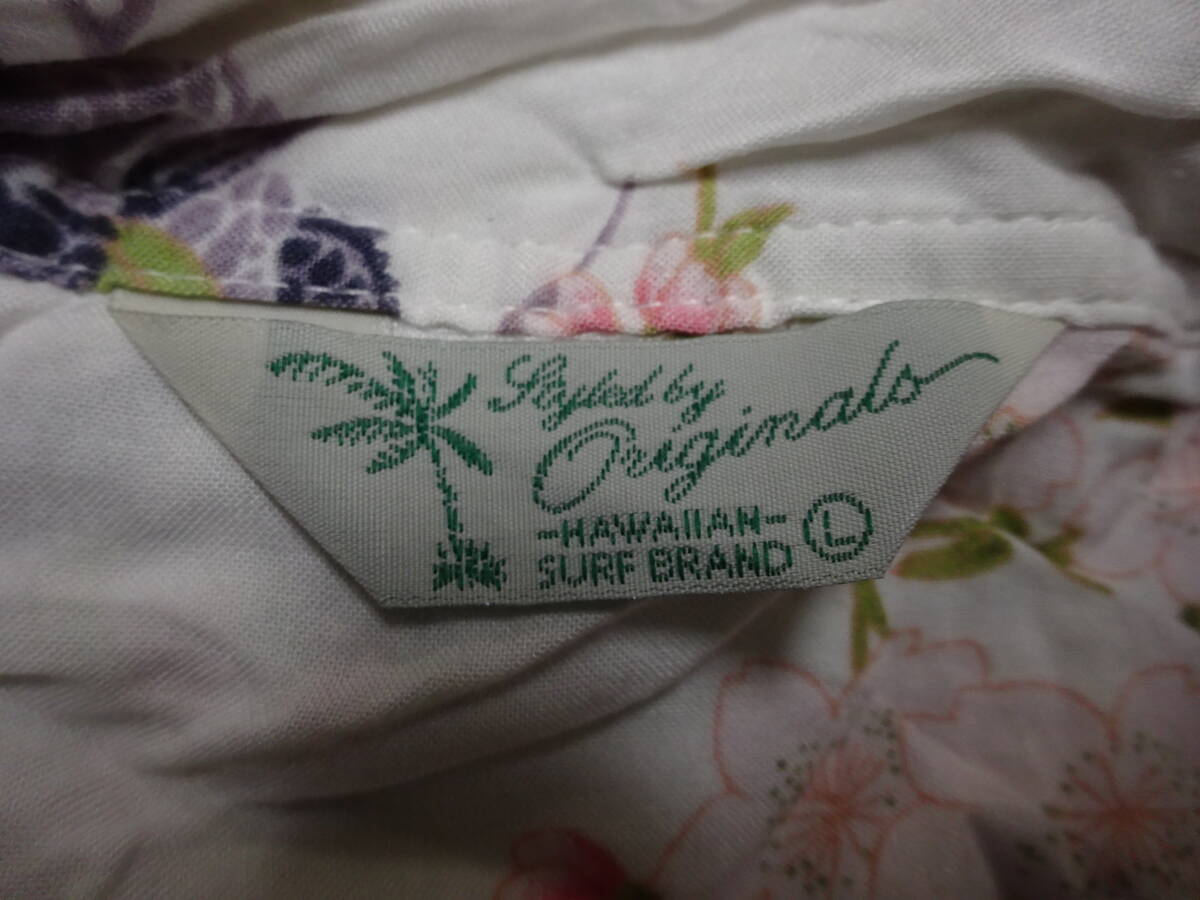 Styled by
Originals
-HAWAIIAN-
SURF BRAND
L